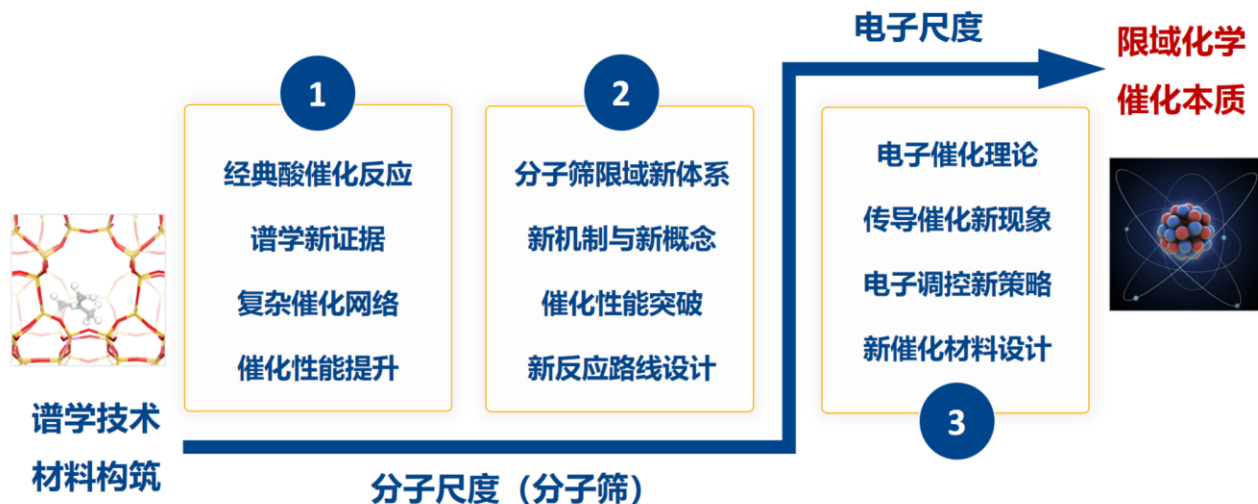 谱学技术
材料构筑
1
经典酸催化反应
谱学新证据
复杂催化网络
催化性能提升
2
分子筛限域新体系
新机制与新概念
催化性能突破
新反应路线设计
分子尺度（分子筛）
电子尺度
电子催化理论
传导催化新现象
电子调控新策略
新催化材料设计
3
限域化学
催化本质